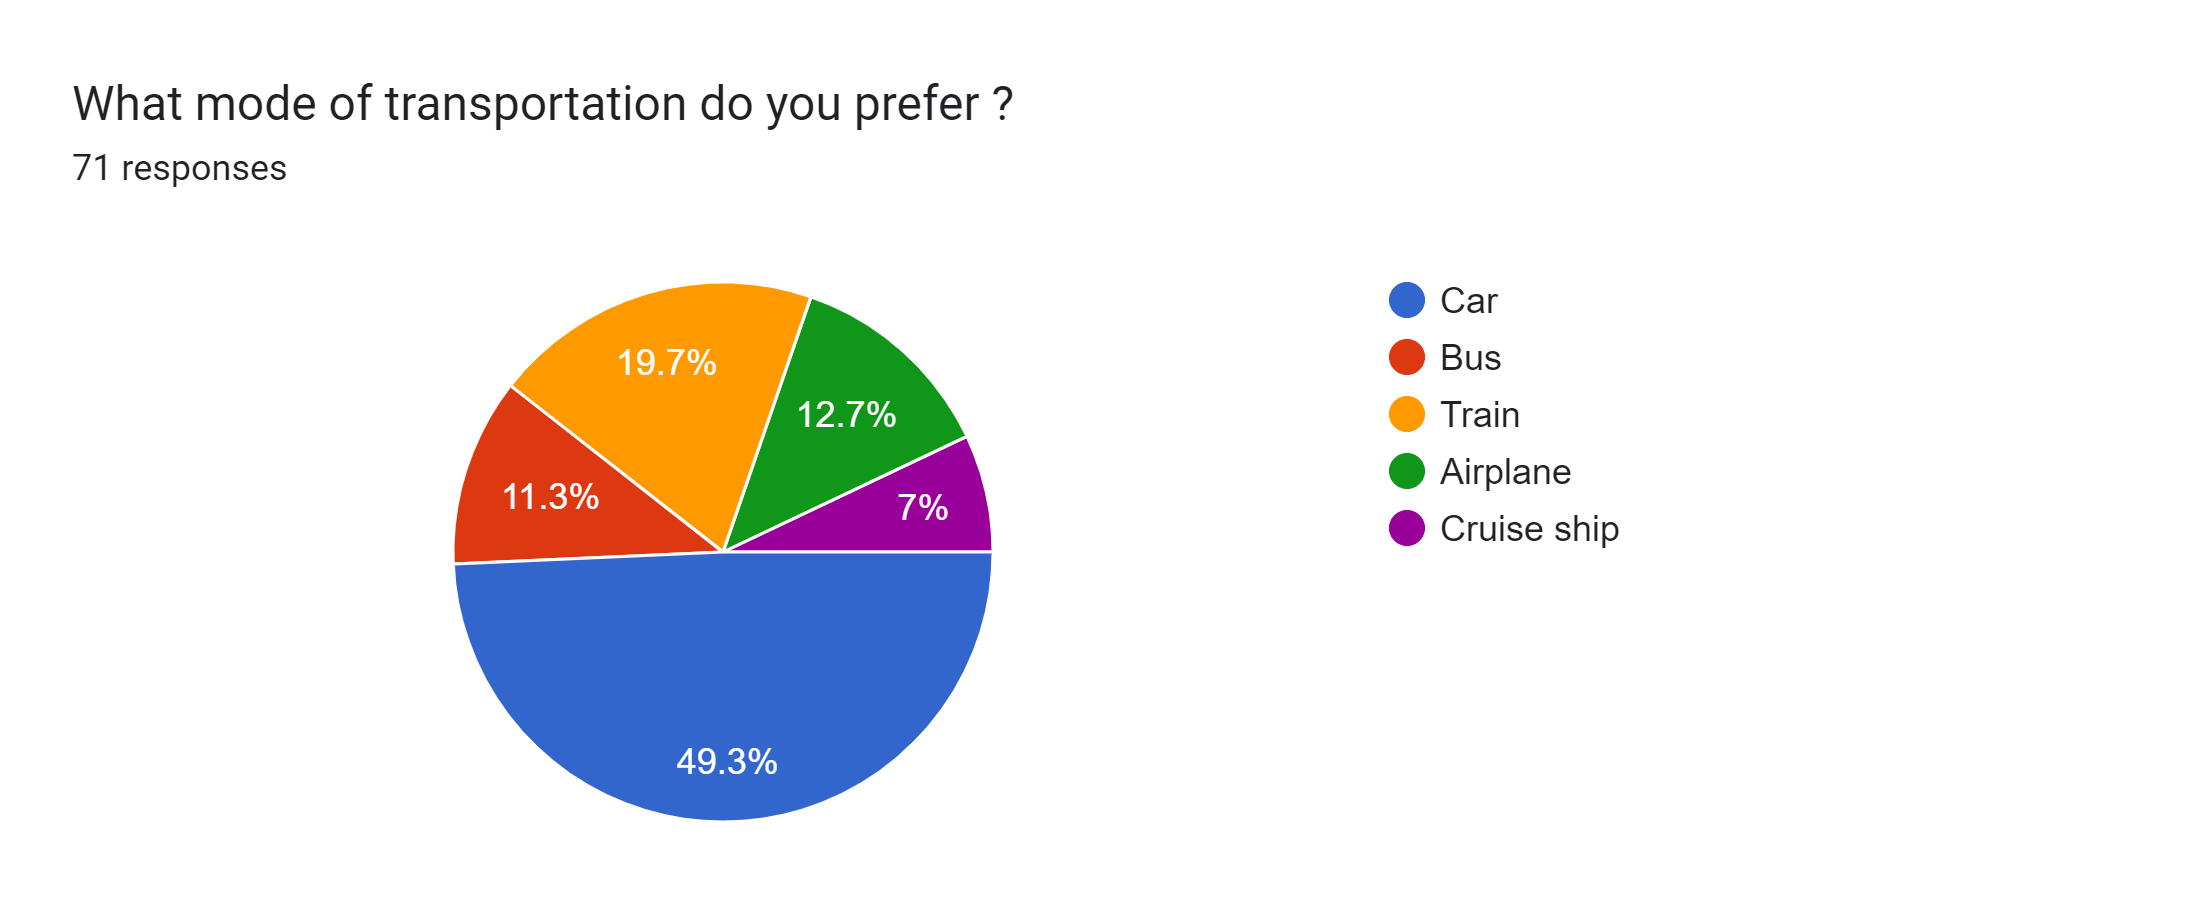 What mode of transportation do you prefer ?
71 responses
19.7%
12.7%
11.3%
7%
49.3%
Car
Bus
Train
Airplane
Cruise ship